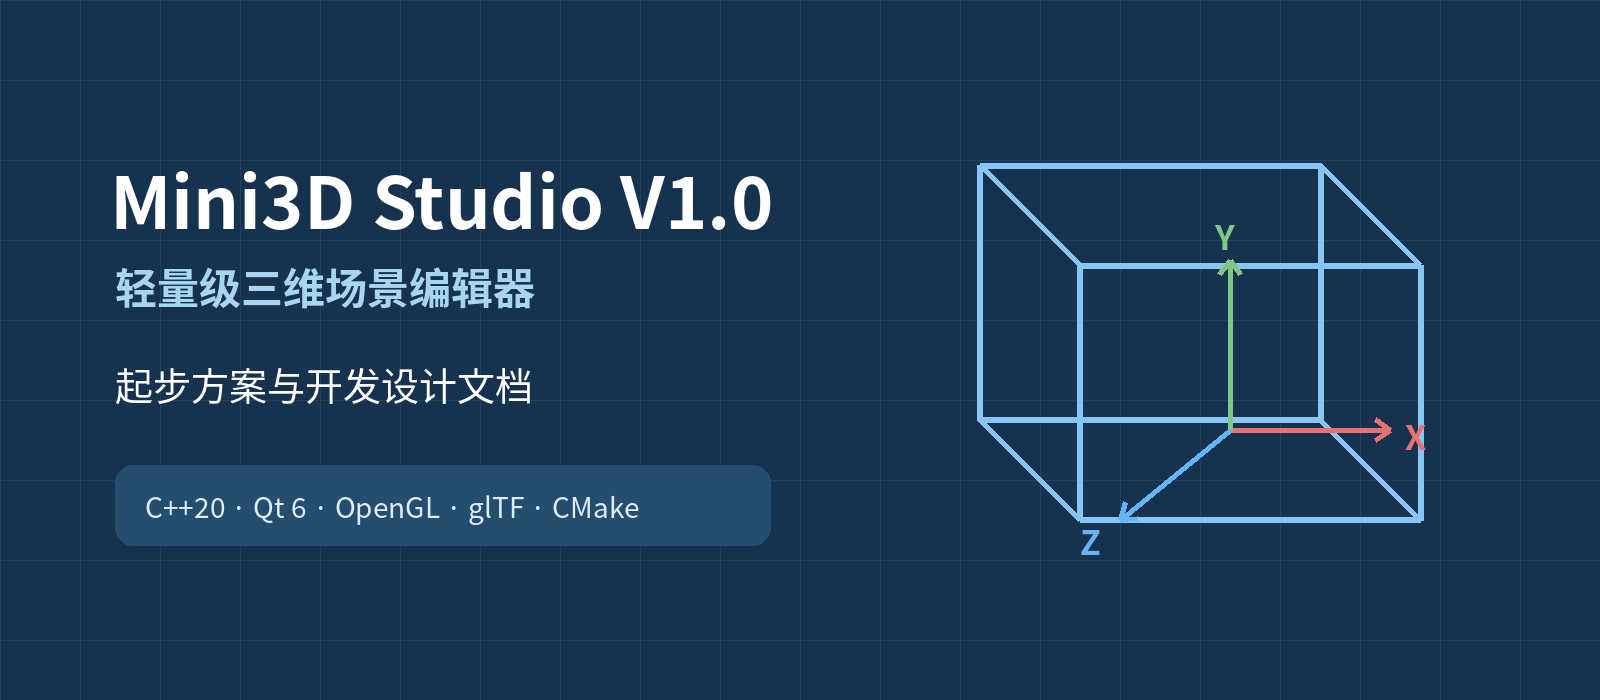 Mini3D Studio V1.0
轻量级三维场景编辑器
起步方案与开发设计文档
C++20 · Qt 6 · OpenGL · glTF · CMake
Y
X
Z